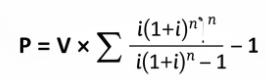 P = V × ∑ i(1+i)ⁿ ⁿ / i(1+i)ⁿ – 1 – 1